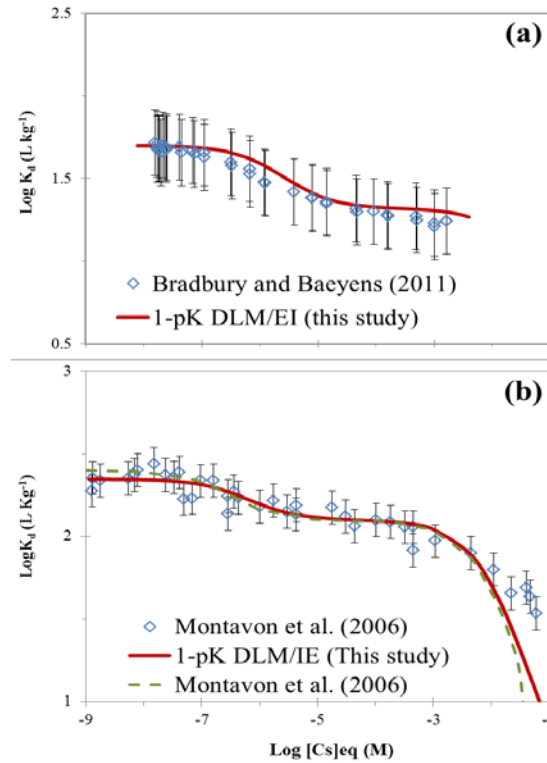 (a)
2.5
1.5
0.5
Log Kd (L kg-1)
Bradbury and Baeyens (2011)
1-pK DLM/EI (this study)
(b)
3
2
1
LogKd (L Kg-1)
Montavon et al. (2006)
1-pK DLM/IE (This study)
Montavon et al. (2006)
-9 -7 -5 -3
Log [Cs]eq (M)